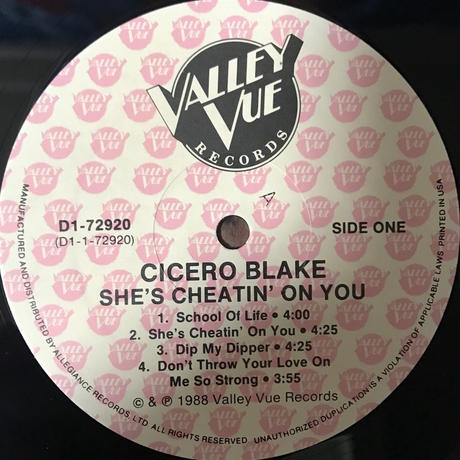 VALLEY
VUE
RECORDS
A
D1-72920
(D1-1-72920)
SIDE ONE
CICERO BLAKE
SHE'S CHEATIN' ON YOU
1. School Of Life • 4:00
2. She's Cheatin' On You • 4:25
3. Dip My Dipper • 4:25
4. Don't Throw Your Love On
Me So Strong • 3:55
© & ℗ 1988 Valley Vue Records
MANUFACTURED AND DISTRIBUTED BY ALLEGIANCE RECORDS, LTD. ALL RIGHTS RESERVED. UNAUTHORIZED DUPLICATION IS A VIOLATION OF APPLICABLE LAWS. PRINTED IN USA